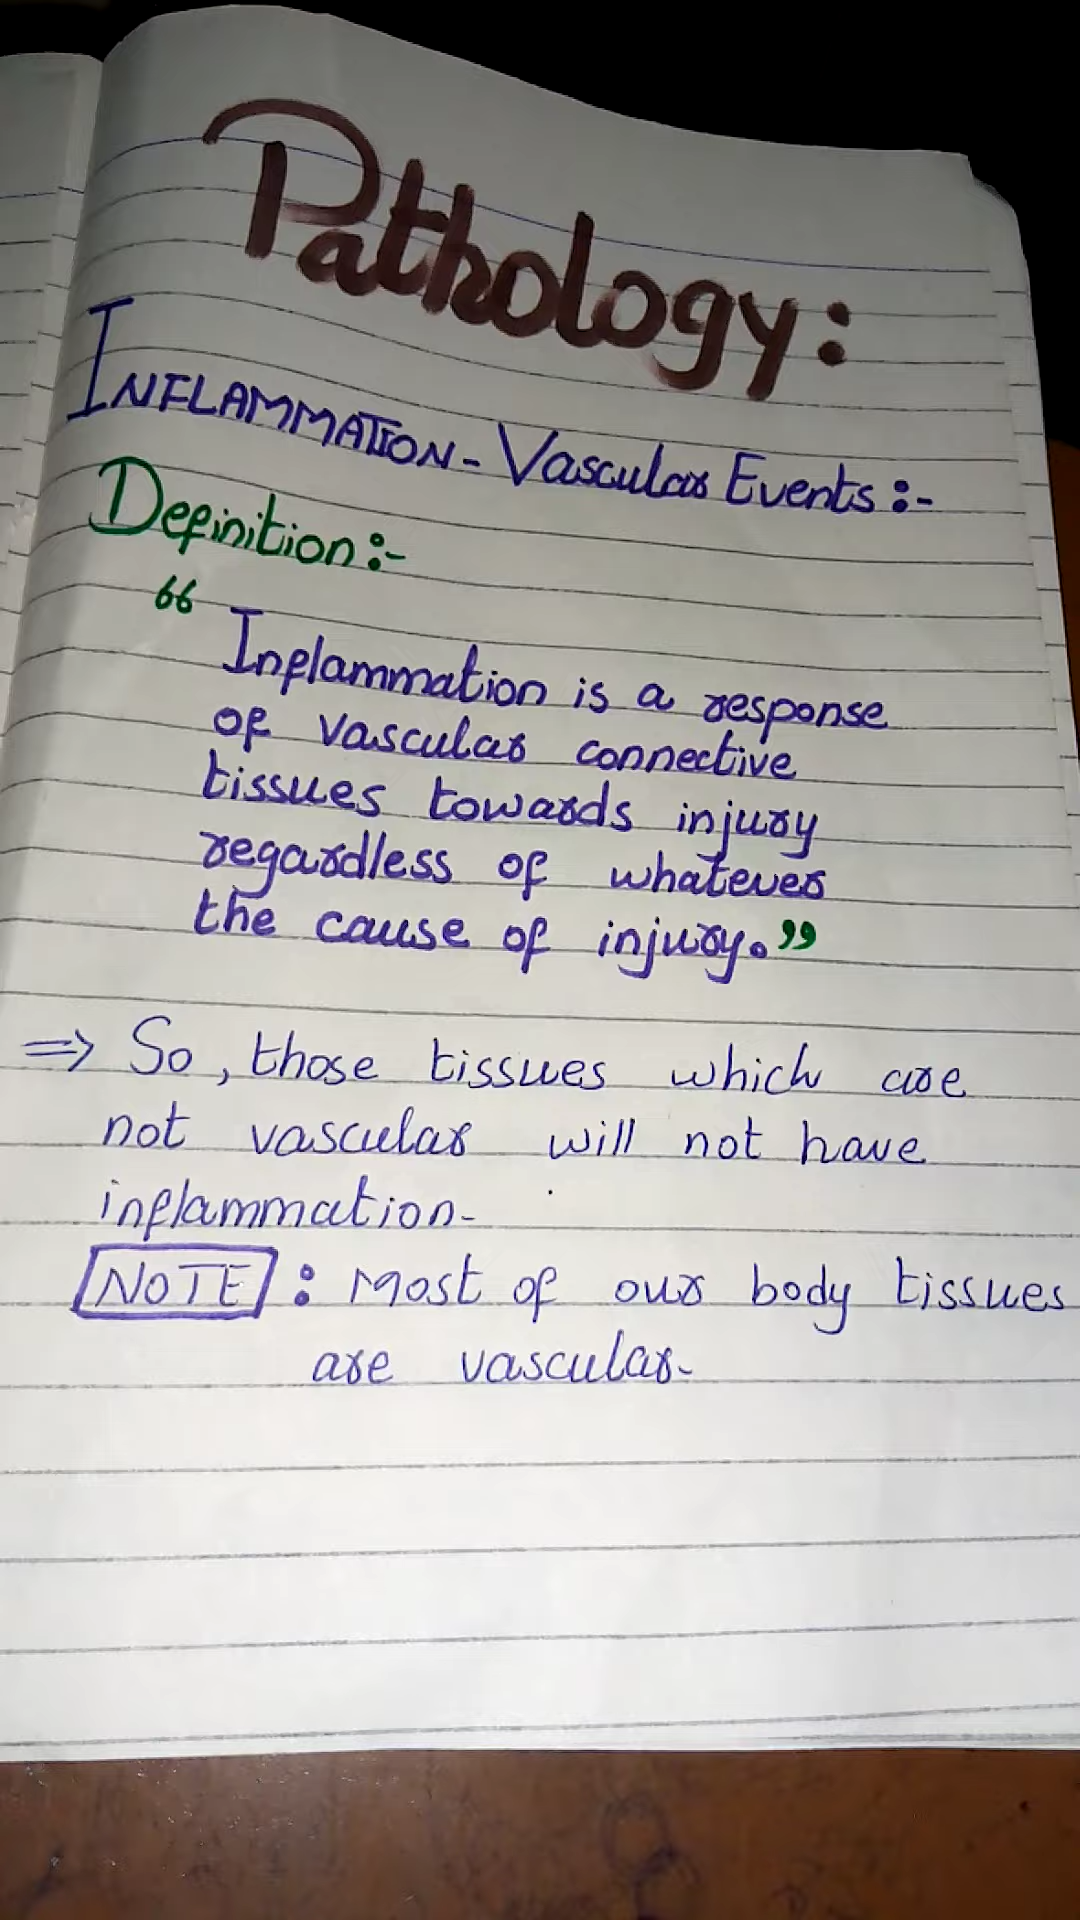 Pathology:
INFLAMMATION - Vascular Events :-
Definition :-
“
Inflammation is a response
of vascular connective
tissues towards injury
regardless of whatever
the cause of injury.”
⇒ So, those tissues which are
not vascular will not have
inflammation.
NOTE : Most of our body tissues
are vascular.